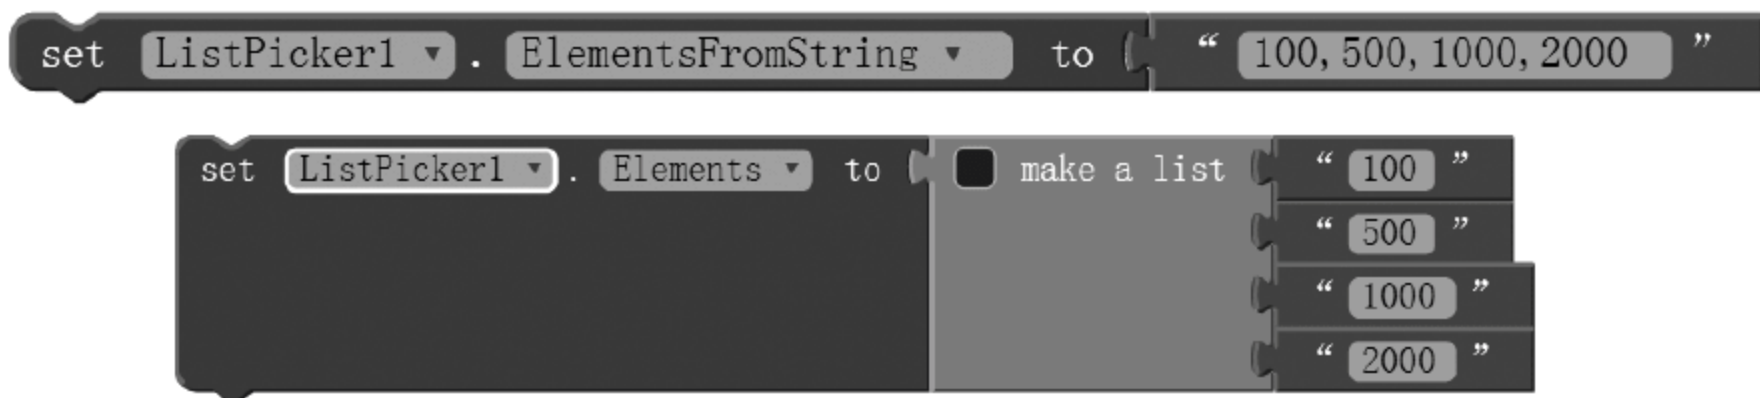 set ListPicker1 ▾ . ElementsFromString ▾ to “ 100,500,1000,2000 ”
set ListPicker1 ▾ . Elements ▾ to make a list “ 100 ”
“ 500 ”
“ 1000 ”
“ 2000 ”